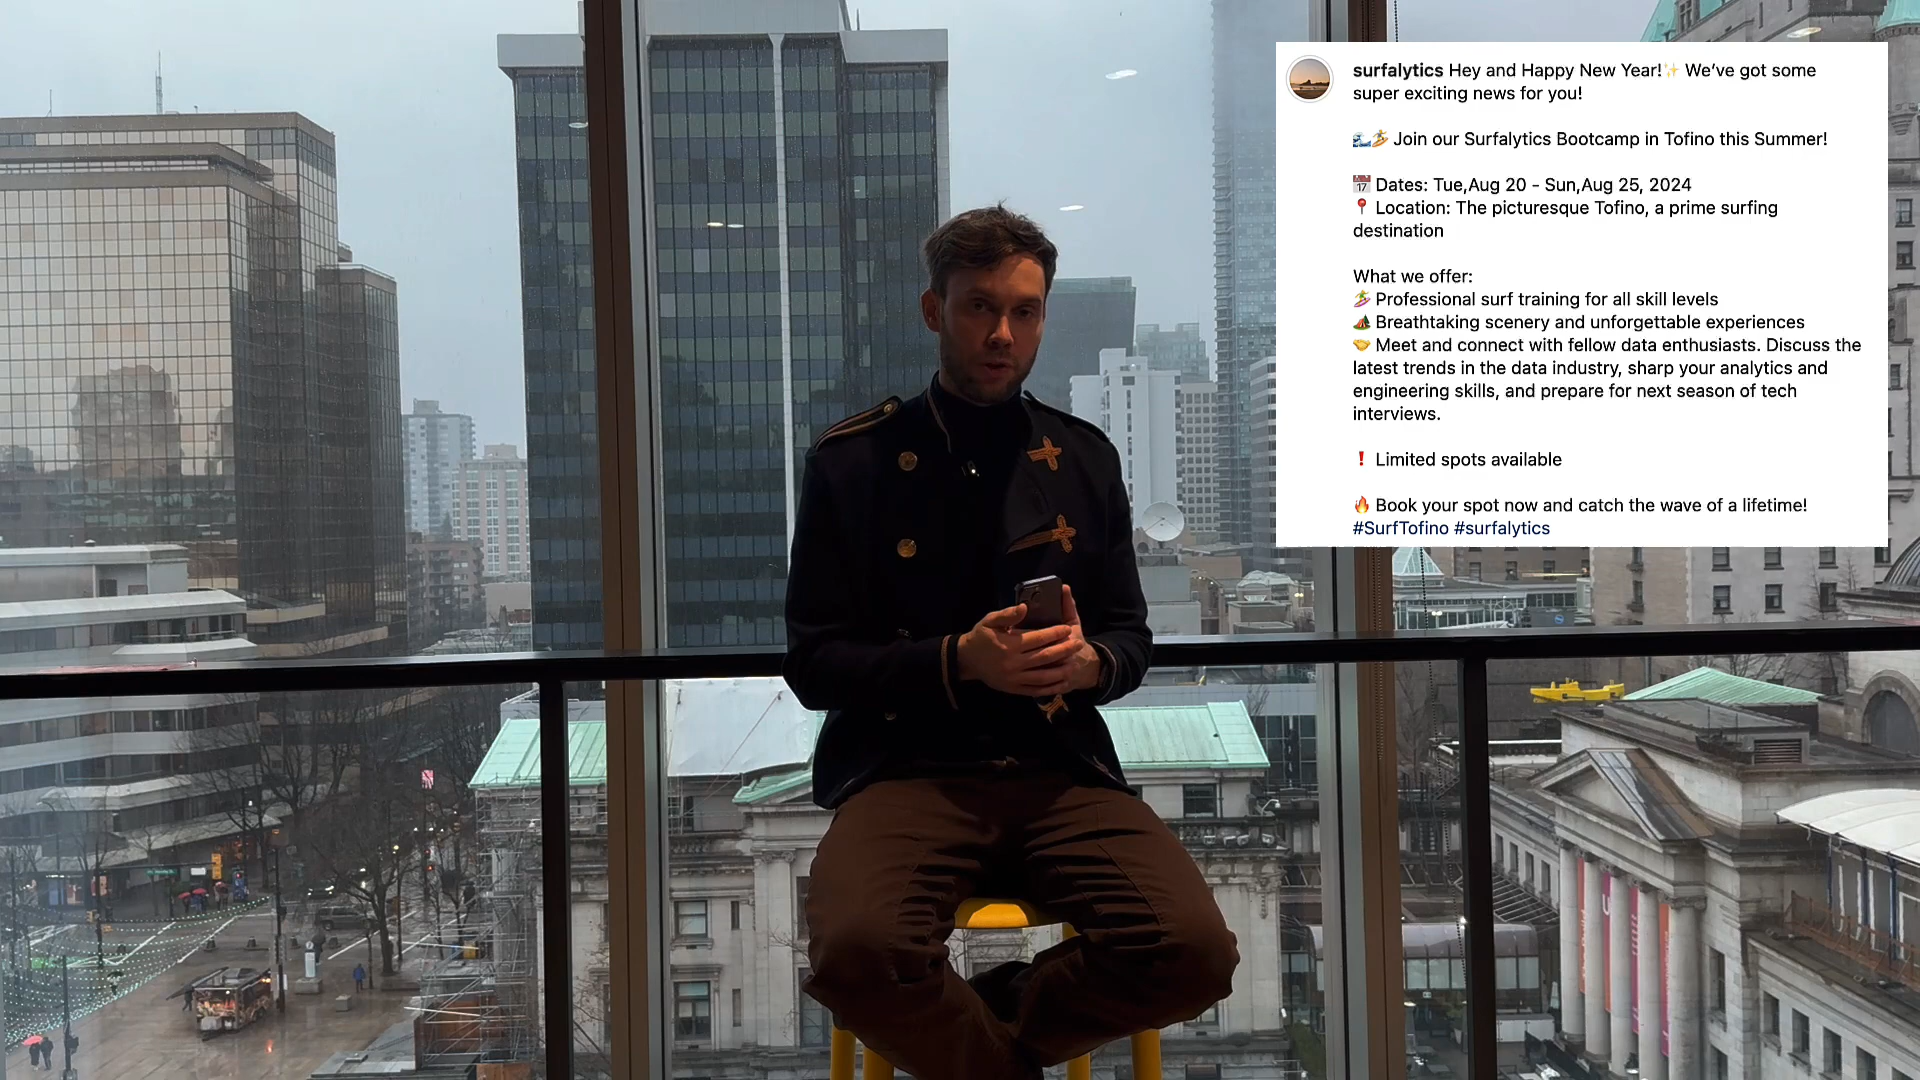 surfalytics Hey and Happy New Year!✨ We’ve got some
super exciting news for you!
🌊🏄 Join our Surfalytics Bootcamp in Tofino this Summer!
📅 Dates: Tue,Aug 20 - Sun,Aug 25, 2024
📍 Location: The picturesque Tofino, a prime surfing
destination
What we offer:
🏄 Professional surf training for all skill levels
🏕 Breathtaking scenery and unforgettable experiences
🤝 Meet and connect with fellow data enthusiasts. Discuss the
latest trends in the data industry, sharp your analytics and
engineering skills, and prepare for next season of tech
interviews.
❗ Limited spots available
🔥 Book your spot now and catch the wave of a lifetime!
#SurfTofino #surfalytics